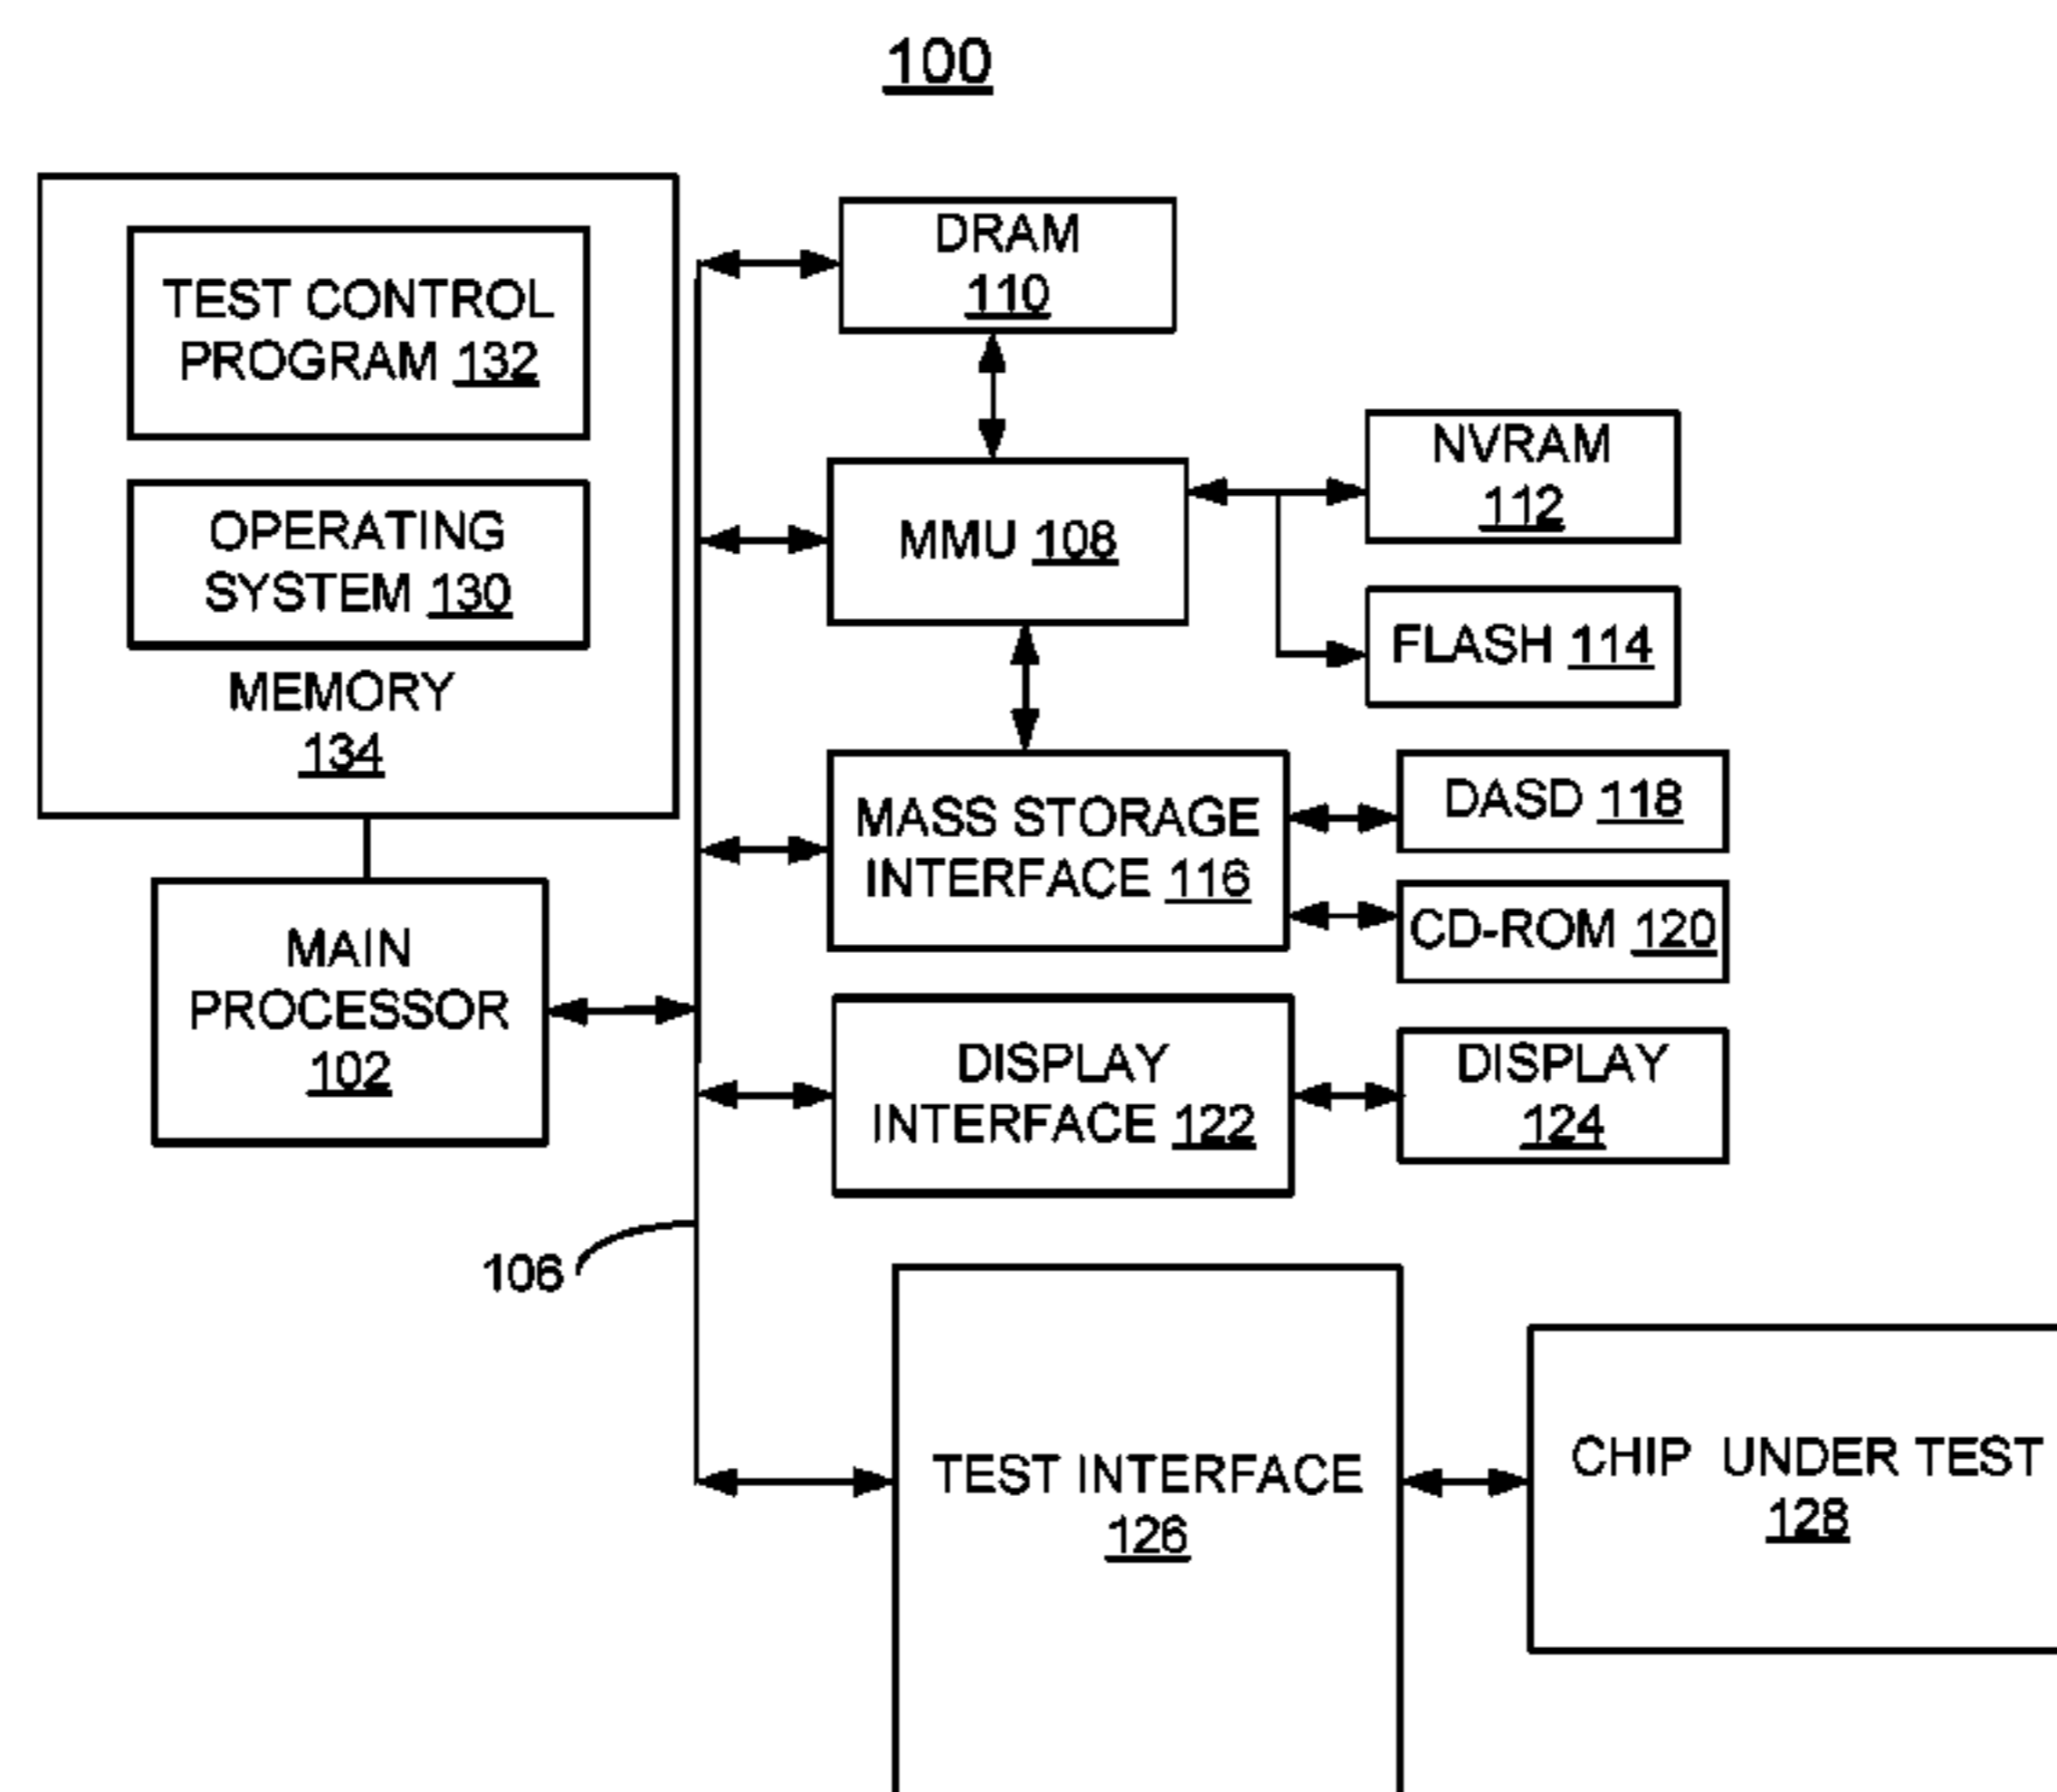 100
TEST CONTROL
PROGRAM 132
OPERATING
SYSTEM 130
MEMORY
134
MAIN
PROCESSOR
102
106
DRAM
110
MMU 108
NVRAM
112
FLASH 114
MASS STORAGE
INTERFACE 116
DASD 118
CD-ROM 120
DISPLAY
INTERFACE 122
DISPLAY
124
TEST INTERFACE
126
CHIP UNDER TEST
128